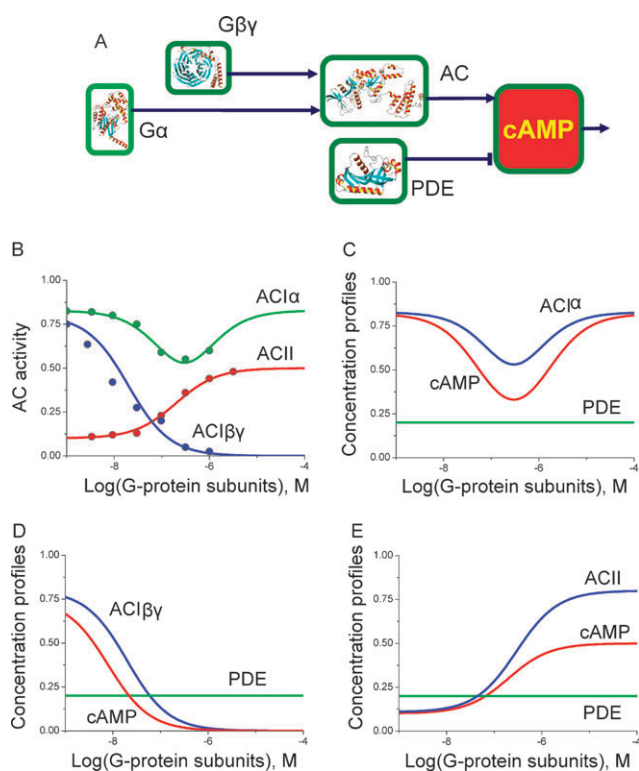 A
Gβγ
Gα
AC
PDE
cAMP
B
AC activity
1.00
0.75
0.50
0.25
0.00
ACIα
ACII
ACIβγ
-8 -6 -4
Log(G-protein subunits), M
C
Concentration profiles
1.00
0.75
0.50
0.25
0.00
ACIα
cAMP
PDE
-8 -6 -4
Log(G-protein subunits), M
D
Concentration profiles
1.00
0.75
0.50
0.25
0.00
ACIβγ
PDE
cAMP
-8 -6 -4
Log(G-protein subunits), M
E
Concentration profiles
1.00
0.75
0.50
0.25
0.00
ACII
cAMP
PDE
-8 -6 -4
Log(G-protein subunits), M